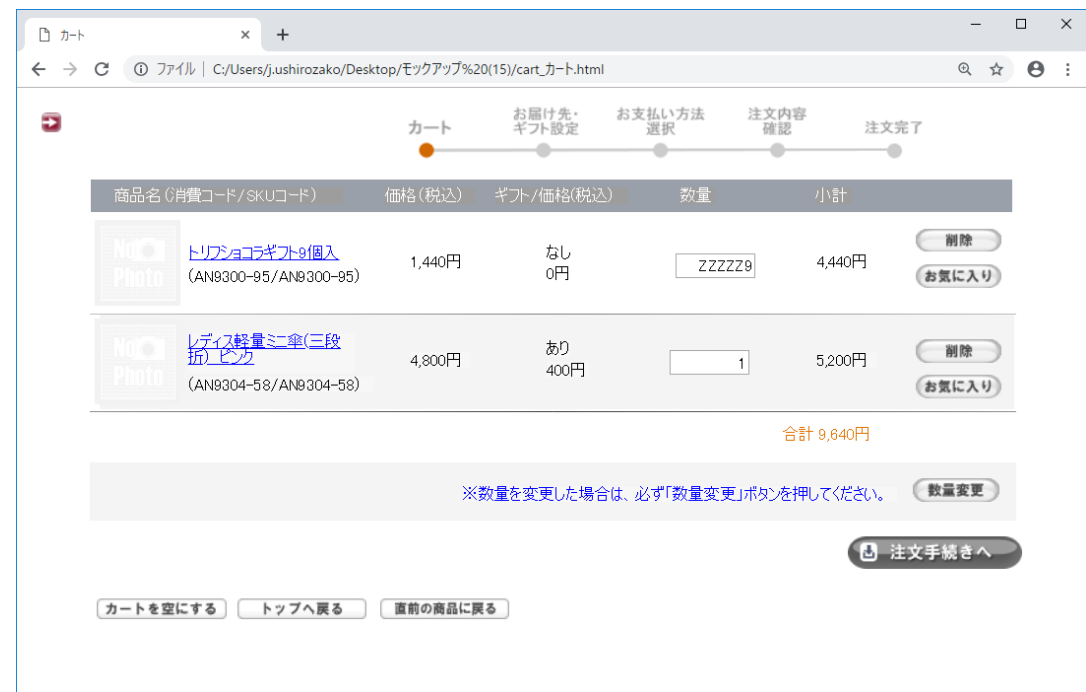 カート
ファイル | C:/Users/j.ushirozako/Desktop/モックアップ%20(15)/cart_カート.html
カート
お届け先・
ギフト設定
お支払い方法
選択
注文内容
確認
注文完了
商品名(消費コード/SKUコード) 価格(税込) ギフト/価格(税込) 数量 小計
No Photo
トリフショコラギフト9個入
(AN9300-95/AN9300-95)
1,440円
なし
0円
ZZZZZ9
4,440円
削除
お気に入り
No Photo
レディス軽量ミニ傘(三段
折) ピンク
(AN9304-58/AN9304-58)
4,800円
あり
400円
1
5,200円
削除
お気に入り
合計 9,640円
※数量を変更した場合は、必ず「数量変更」ボタンを押してください。 数量変更
注文手続きへ
カートを空にする トップへ戻る 直前の商品に戻る